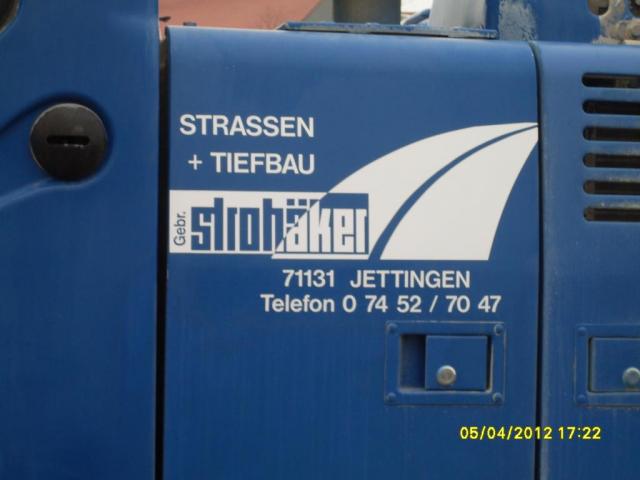 STRASSEN
+ TIEFBAU
Gebr. strohäker
71131 JETTINGEN
Telefon 0 74 52 / 70 47
05/04/2012 17:22